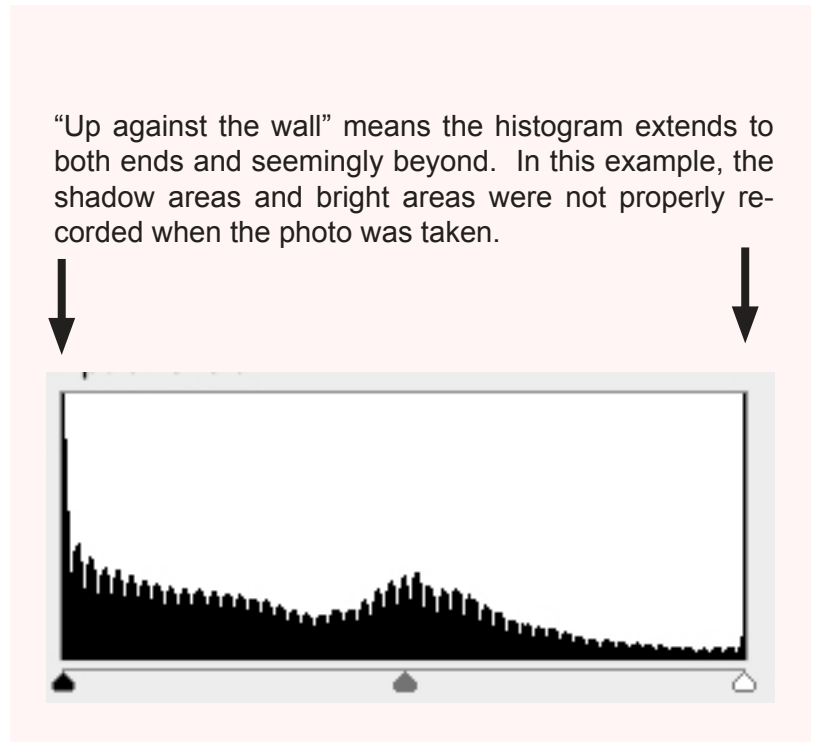 “Up against the wall” means the histogram extends to
both ends and seemingly beyond.  In this example, the
shadow areas and bright areas were not properly re-
corded when the photo was taken.